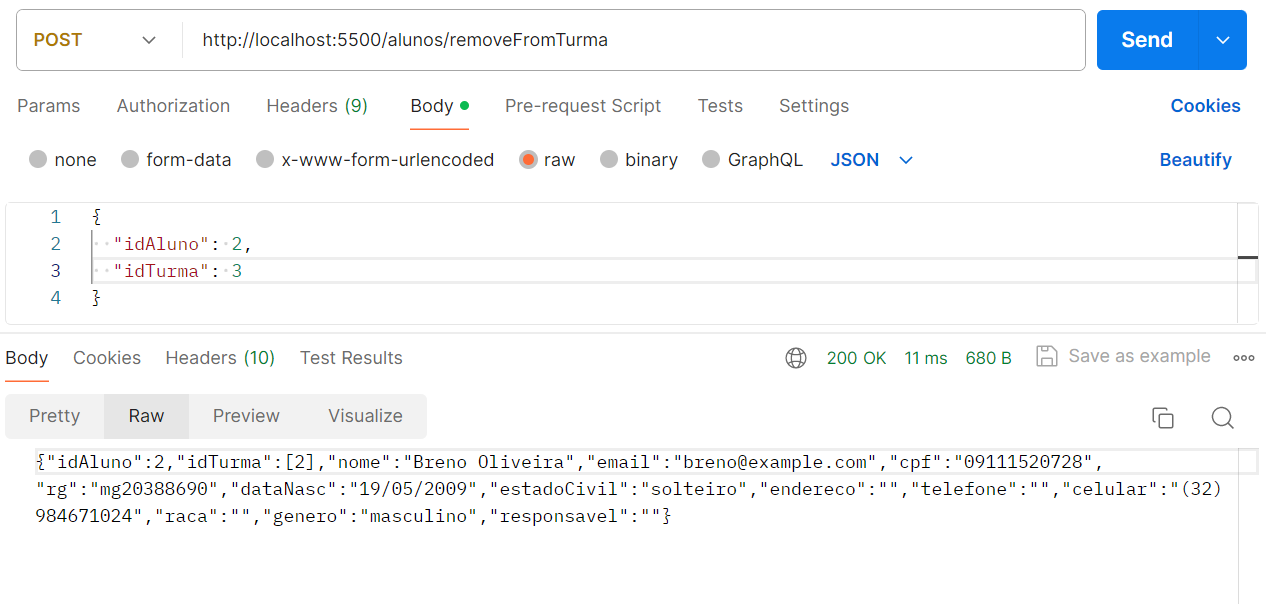 POST http://localhost:5500/alunos/removeFromTurma Send
Params Authorization Headers (9) Body Pre-request Script Tests Settings Cookies
none form-data x-www-form-urlencoded raw binary GraphQL JSON Beautify
1 {
2 "idAluno": 2,
3 "idTurma": 3
4 }
Body Cookies Headers (10) Test Results 200 OK 11 ms 680 B Save as example
Pretty Raw Preview Visualize
{"idAluno":2,"idTurma":[2],"nome":"Breno Oliveira","email":"breno@example.com","cpf":"09111520728",
"rg":"mg20388690","dataNasc":"19/05/2009","estadoCivil":"solteiro","endereco":"","telefone":"","celular":"(32)
984671024","raca":"","genero":"masculino","responsavel":""}